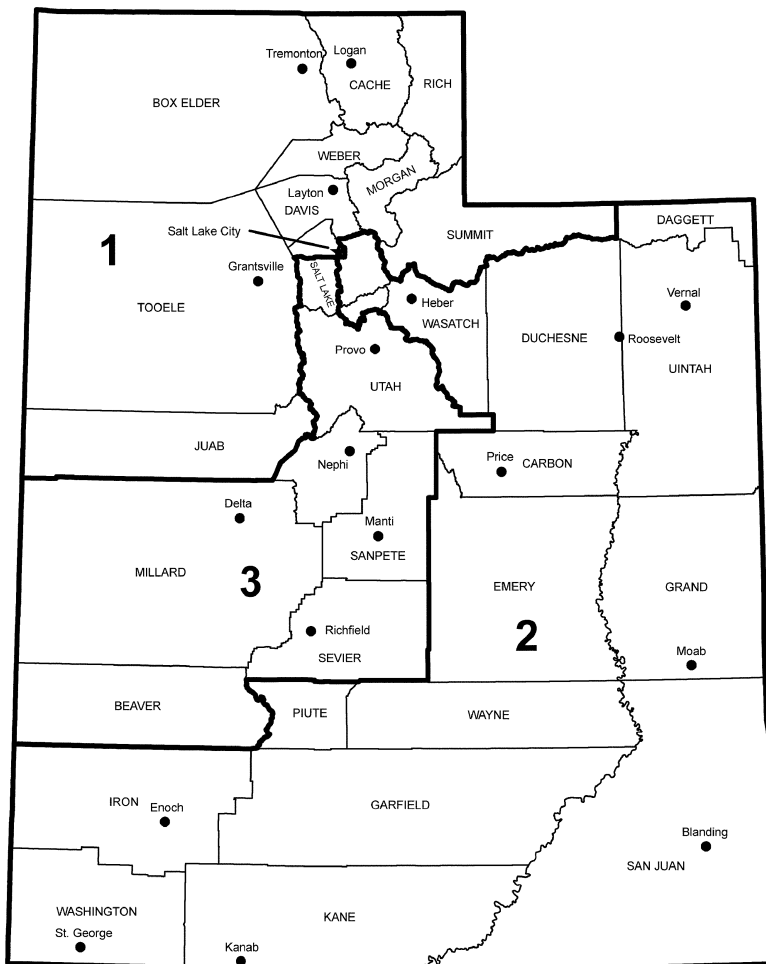 Tremonton
Logan
CACHE
RICH
BOX ELDER
WEBER
MORGAN
Layton
DAVIS
DAGGETT
Salt Lake City
SUMMIT
1
Grantsville
SALT LAKE
Heber
Vernal
TOOELE
WASATCH
DUCHESNE
Roosevelt
Provo
UINTAH
UTAH
JUAB
Nephi
Price
CARBON
Delta
Manti
SANPETE
MILLARD
3
EMERY
GRAND
Richfield
2
SEVIER
Moab
BEAVER
PIUTE
WAYNE
IRON
Enoch
GARFIELD
Blanding
SAN JUAN
WASHINGTON
KANE
St. George
Kanab